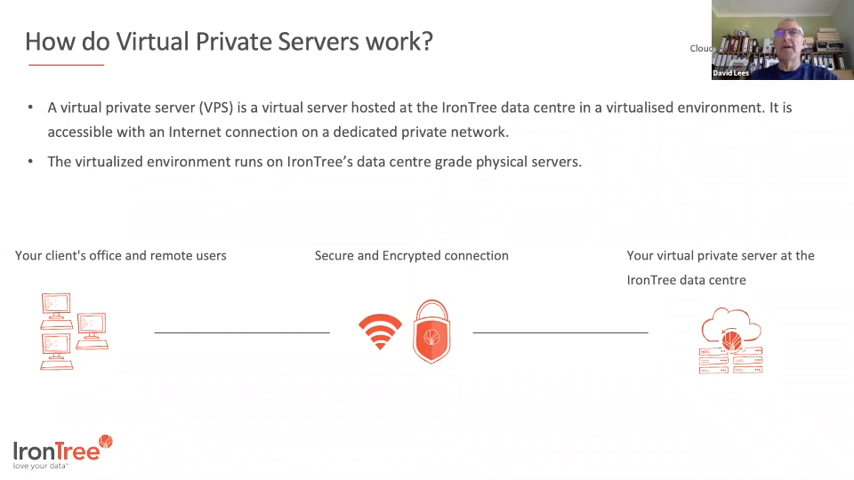 How do Virtual Private Servers work?
Cloud
David Lees
• A virtual private server (VPS) is a virtual server hosted at the IronTree data centre in a virtualised environment. It is
accessible with an Internet connection on a dedicated private network.
• The virtualized environment runs on IronTree’s data centre grade physical servers.
Your client's office and remote users
Secure and Encrypted connection
Your virtual private server at the
IronTree data centre
IronTree
love your data™